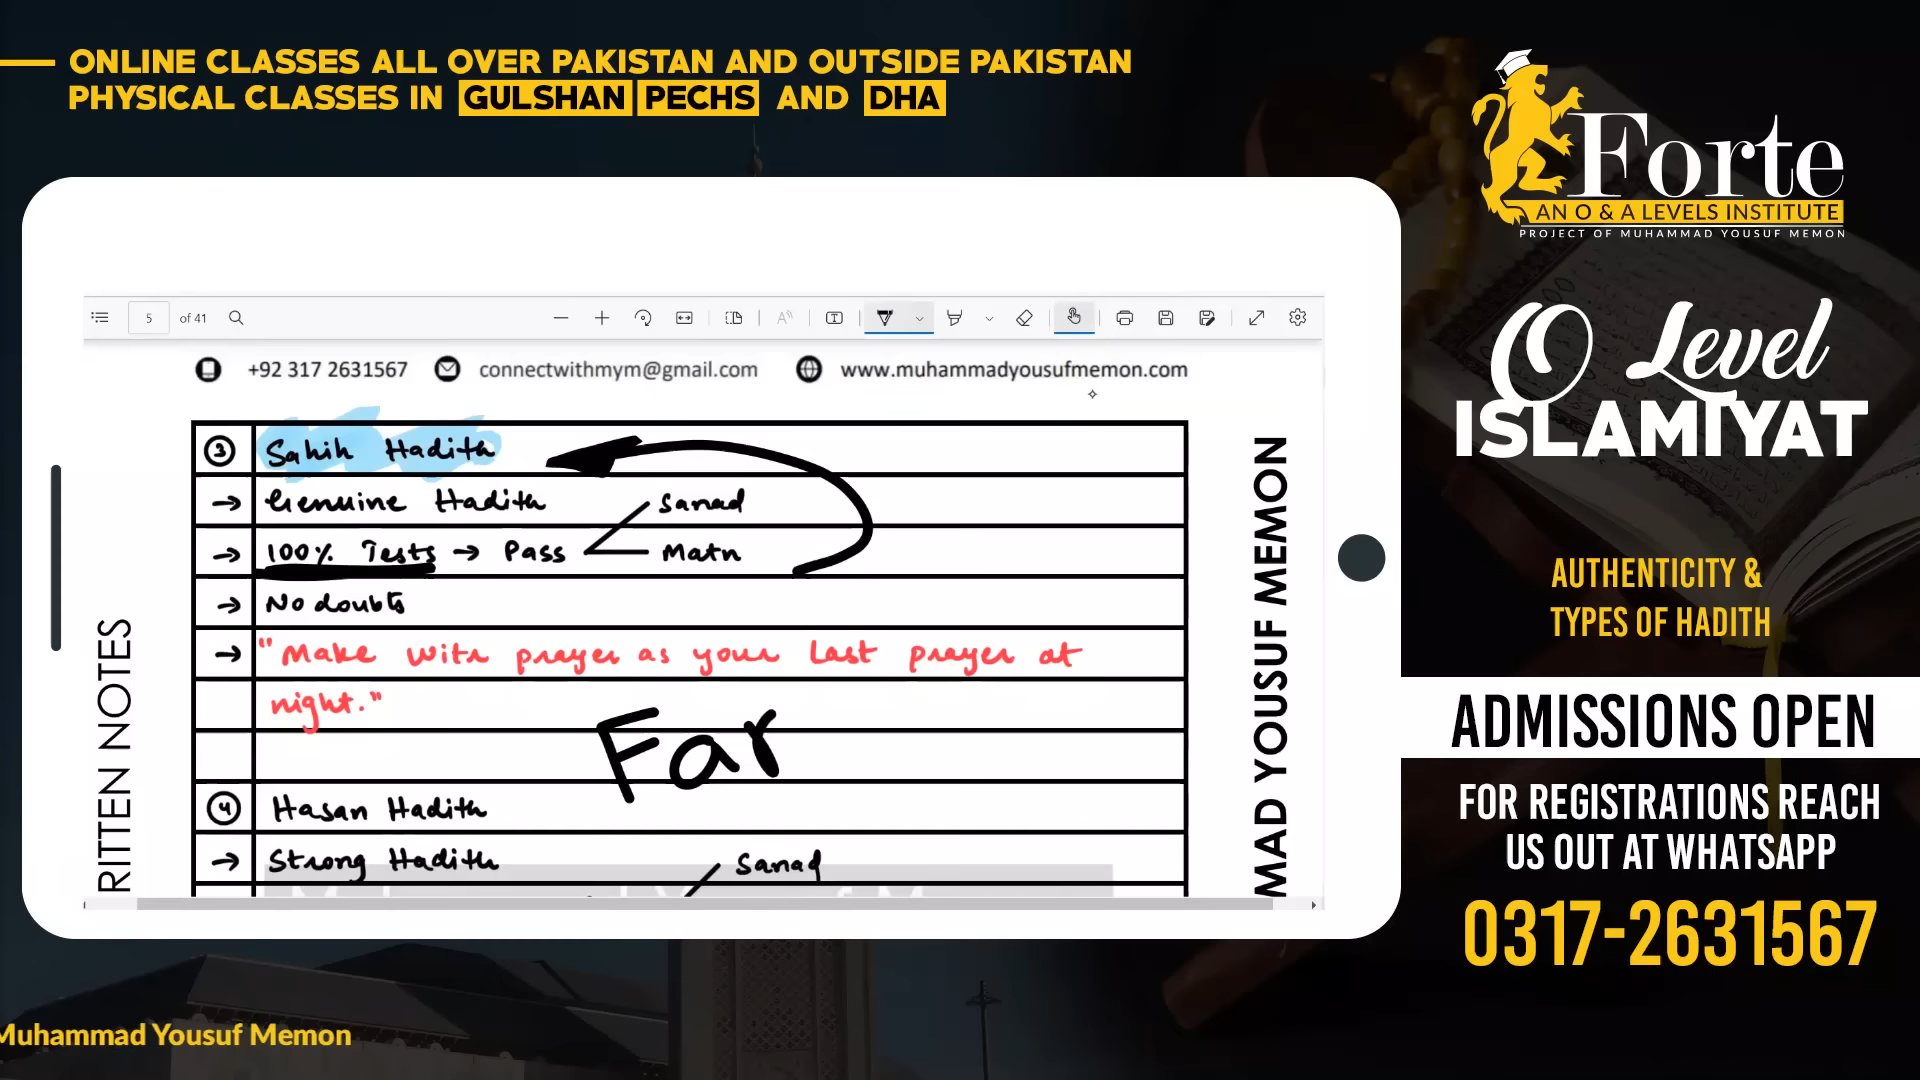 ONLINE CLASSES ALL OVER PAKISTAN AND OUTSIDE PAKISTAN
PHYSICAL CLASSES IN GULSHAN PECHS AND DHA
Forte
AN O & A LEVELS INSTITUTE
PROJECT OF MUHAMMAD YOUSUF MEMON
5 of 41
+92 317 2631567 connectwithmym@gmail.com www.muhammadyousufmemon.com
3 Sahih Hadith
→ Genuine Hadith
Sanad
→ 100% Tests → Pass
Matn
→ No doubts
→ "Make witr prayer as your last prayer at
night."
Far
4 Hasan Hadith
→ Strong Hadith
Sanad
RITTEN NOTES
MAD YOUSUF MEMON
O Level
ISLAMIYAT
AUTHENTICITY &
TYPES OF HADITH
ADMISSIONS OPEN
FOR REGISTRATIONS REACH
US OUT AT WHATSAPP
0317-2631567
Muhammad Yousuf Memon